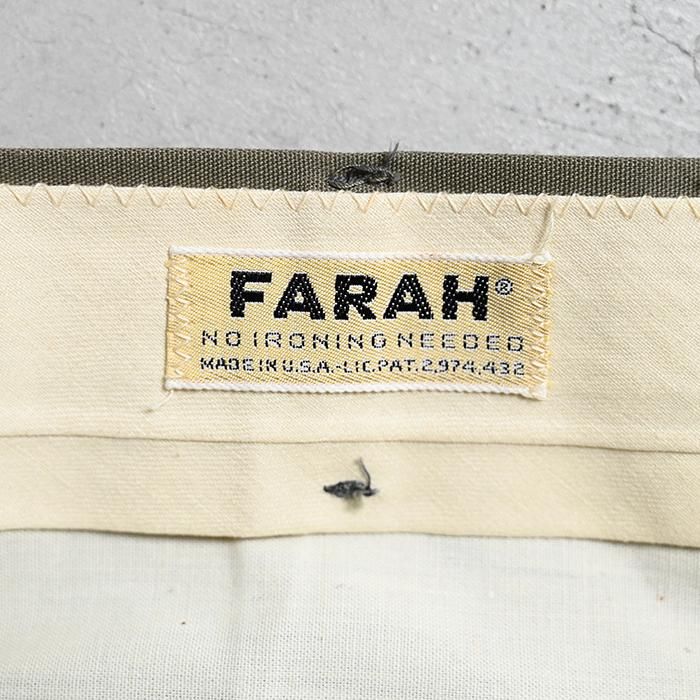 FARAH®
NO IRONING NEEDED
MADE IN U.S.A.-LIC.PAT.2,974,432